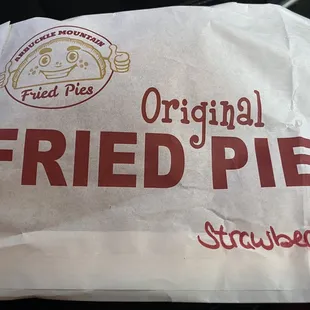 ARBUCKLE MOUNTAIN
Fried Pies
Original
FRIED PIE
Strawber